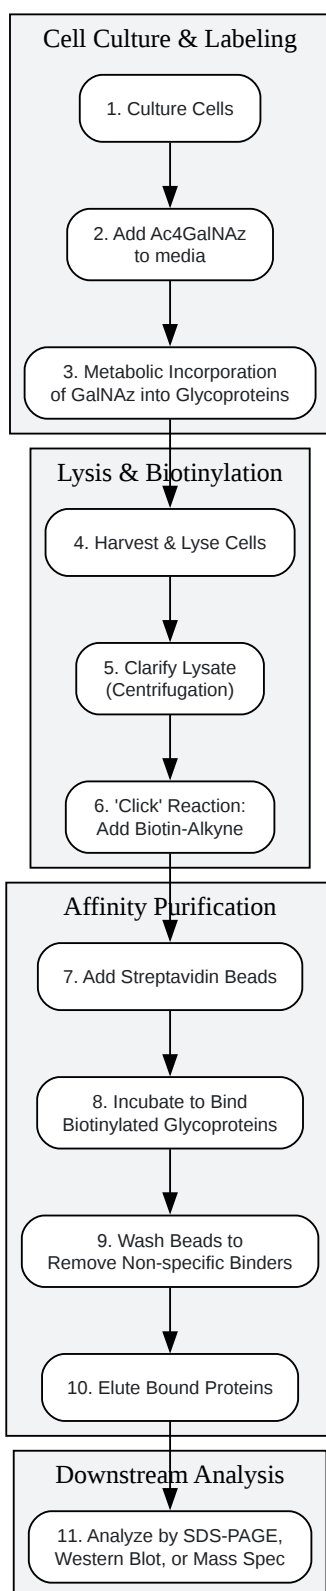 Cell Culture & Labeling
1. Culture Cells
2. Add Ac4GalNAz
to media
3. Metabolic Incorporation
of GalNAz into Glycoproteins
Lysis & Biotinylation
4. Harvest & Lyse Cells
5. Clarify Lysate
(Centrifugation)
6. 'Click' Reaction:
Add Biotin-Alkyne
Affinity Purification
7. Add Streptavidin Beads
8. Incubate to Bind
Biotinylated Glycoproteins
9. Wash Beads to
Remove Non-specific Binders
10. Elute Bound Proteins
Downstream Analysis
11. Analyze by SDS-PAGE,
Western Blot, or Mass Spec